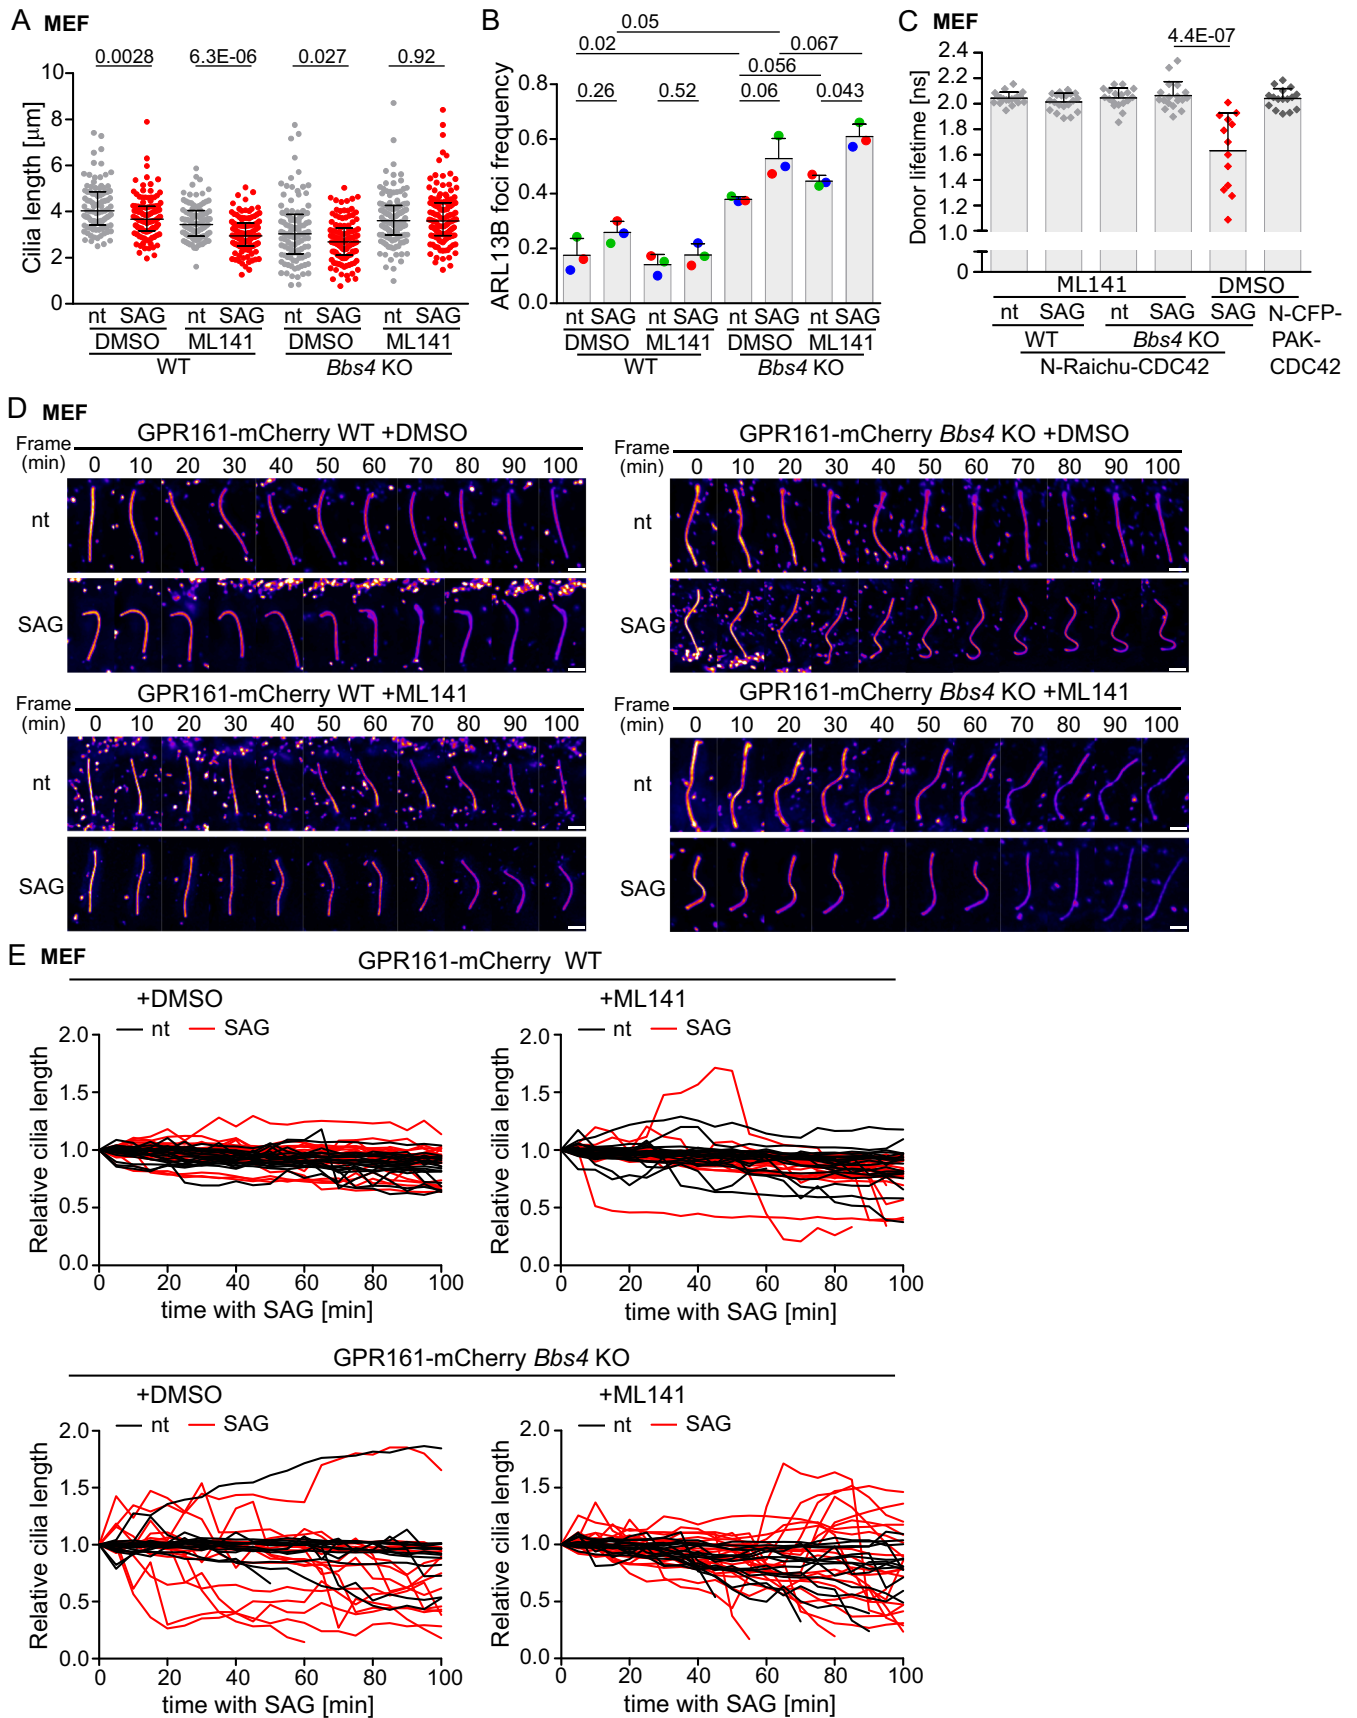 A MEF
0.0028 6.3E-06 0.027 0.92
Cilia length [µm]
10
8
6
4
2
0
nt SAG nt SAG nt SAG nt SAG
DMSO ML141 DMSO ML141
WT Bbs4 KO
B
0.05
0.02 0.067
0.056
0.26 0.52 0.06 0.043
ARL13B foci frequency
0.8
0.6
0.4
0.2
0.0
nt SAG nt SAG nt SAG nt SAG
DMSO ML141 DMSO ML141
WT Bbs4 KO
C MEF
4.4E-07
Donor lifetime [ns]
2.4
2.2
2.0
1.8
1.6
1.4
1.2
1.0
0
ML141 DMSO
nt SAG nt SAG SAG N-CFP-
WT Bbs4 KO PAK-
N-Raichu-CDC42 CDC42
D MEF
GPR161-mCherry WT +DMSO
Frame
(min) 0 10 20 30 40 50 60 70 80 90 100
nt
SAG
GPR161-mCherry Bbs4 KO +DMSO
Frame
(min) 0 10 20 30 40 50 60 70 80 90 100
nt
SAG
GPR161-mCherry WT +ML141
Frame
(min) 0 10 20 30 40 50 60 70 80 90 100
nt
SAG
GPR161-mCherry Bbs4 KO +ML141
Frame
(min) 0 10 20 30 40 50 60 70 80 90 100
nt
SAG
E MEF
GPR161-mCherry WT
+DMSO
nt SAG
Relative cilia length
2.0
1.5
1.0
0.5
0.0
0 20 40 60 80 100
time with SAG [min]
+ML141
nt SAG
Relative cilia length
2.0
1.5
1.0
0.5
0.0
0 20 40 60 80 100
time with SAG [min]
GPR161-mCherry Bbs4 KO
+DMSO
nt SAG
Relative cilia length
2.0
1.5
1.0
0.5
0.0
0 20 40 60 80 100
time with SAG [min]
+ML141
nt SAG
Relative cilia length
2.0
1.5
1.0
0.5
0.0
0 20 40 60 80 100
time with SAG [min]